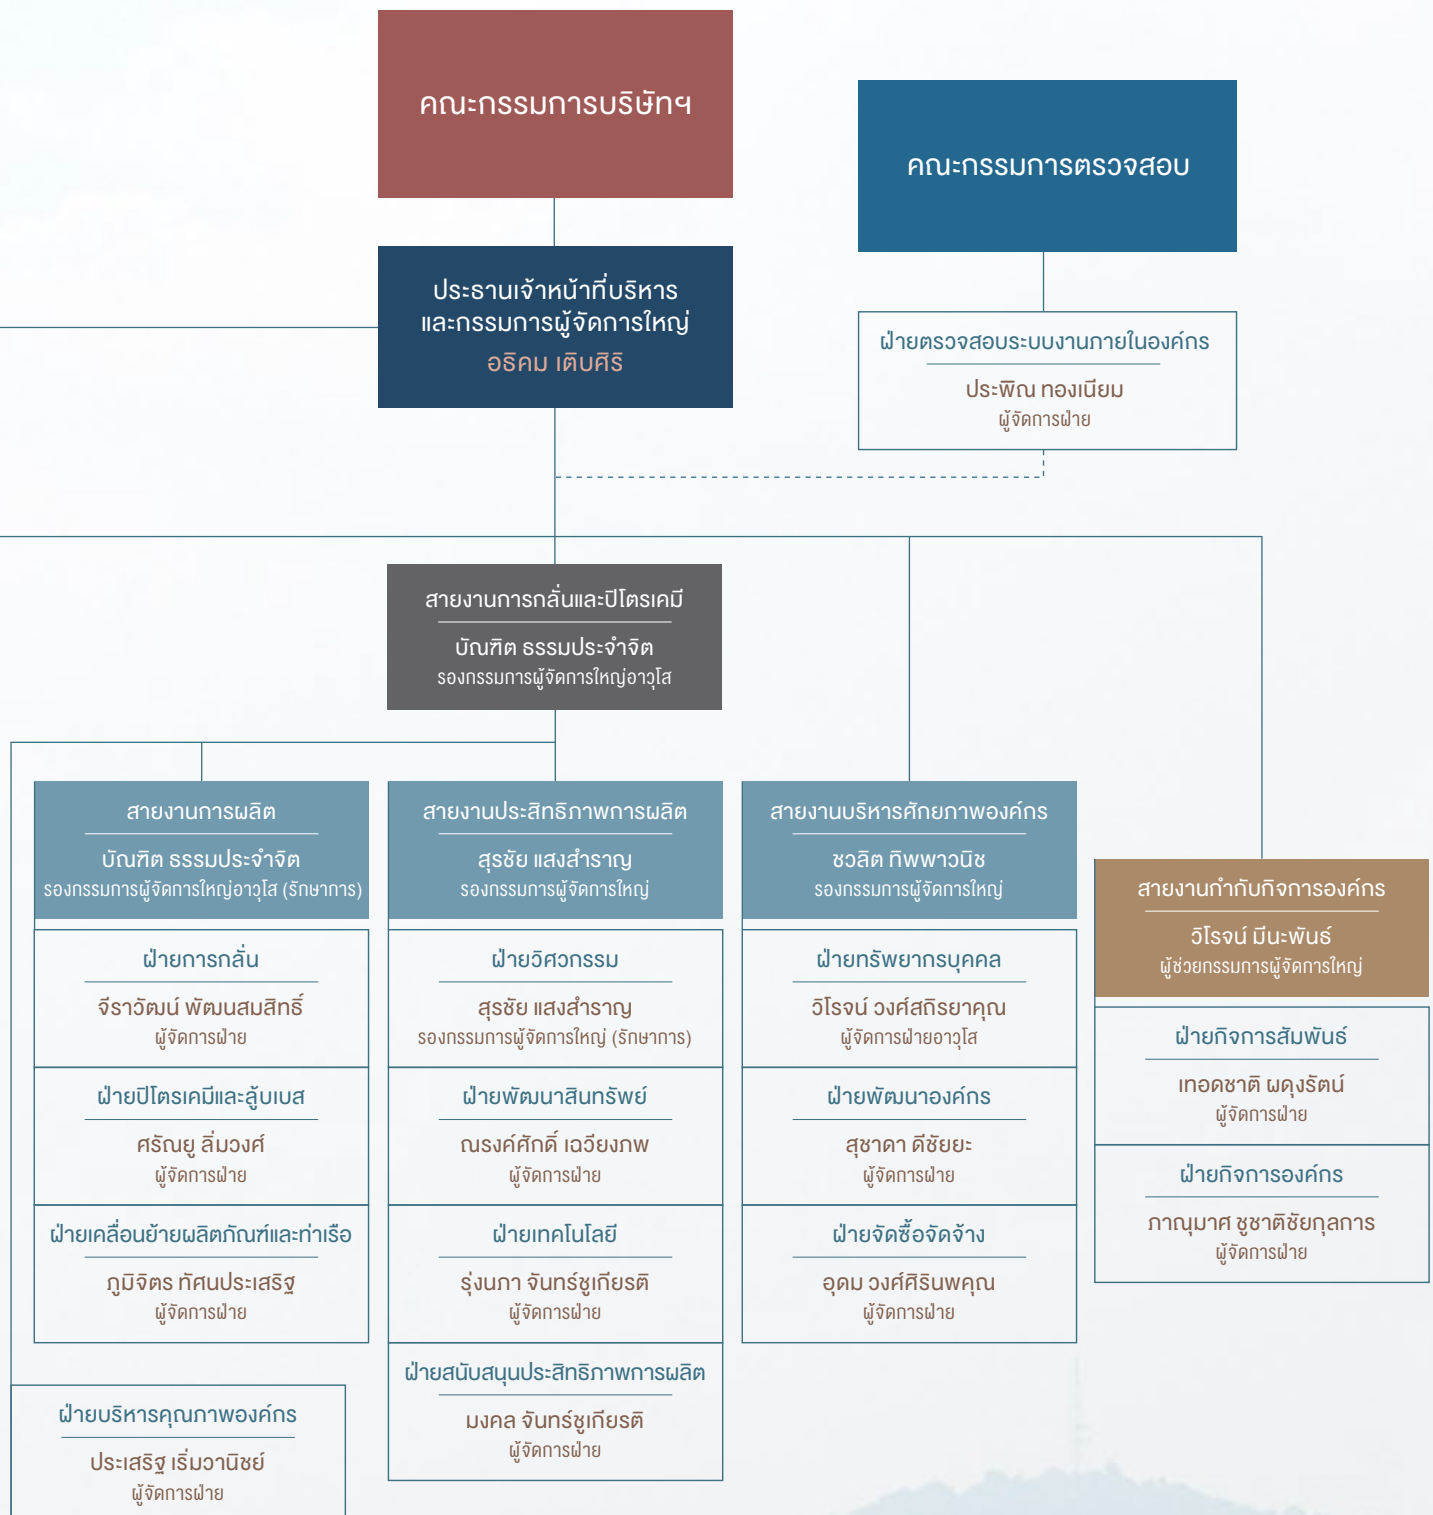 คณะกรรมการบริษัทฯ
คณะกรรมการตรวจสอบ
ประธานเจ้าหน้าที่บริหาร
และกรรมการผู้จัดการใหญ่
อธิคม เติบศิริ
ฝ่ายตรวจสอบระบบงานภายในองค์กร
ประพิณ ทองเนียม
ผู้จัดการฝ่าย
สายงานการกลั่นและปิโตรเคมี
บัณฑิต ธรรมประจำจิต
รองกรรมการผู้จัดการใหญ่อาวุโส
สายงานการผลิต
บัณฑิต ธรรมประจำจิต
รองกรรมการผู้จัดการใหญ่อาวุโส (รักษาการ)
ฝ่ายการกลั่น
จีราวัฒน์ พัฒนสมสิทธิ์
ผู้จัดการฝ่าย
ฝ่ายปิโตรเคมีและลู้บเบส
ศรัณยู ลิ่มวงศ์
ผู้จัดการฝ่าย
ฝ่ายเคลื่อนย้ายผลิตภัณฑ์และท่าเรือ
ภูมิจิตร ทัศนประเสริฐ
ผู้จัดการฝ่าย
ฝ่ายบริหารคุณภาพองค์กร
ประเสริฐ เริ่มวานิชย์
ผู้จัดการฝ่าย
สายงานประสิทธิภาพการผลิต
สุรชัย แสงสำราญ
รองกรรมการผู้จัดการใหญ่
ฝ่ายวิศวกรรม
สุรชัย แสงสำราญ
รองกรรมการผู้จัดการใหญ่ (รักษาการ)
ฝ่ายพัฒนาสินทรัพย์
ณรงค์ศักดิ์ เฉวียงภพ
ผู้จัดการฝ่าย
ฝ่ายเทคโนโลยี
รุ่งนภา จันทร์ชูเกียรติ
ผู้จัดการฝ่าย
ฝ่ายสนับสนุนประสิทธิภาพการผลิต
มงคล จันทร์ชูเกียรติ
ผู้จัดการฝ่าย
สายงานบริหารศักยภาพองค์กร
ชวลิต ทิพพาวนิช
รองกรรมการผู้จัดการใหญ่
ฝ่ายทรัพยากรบุคคล
วิโรจน์ วงศ์สถิรยาคุณ
ผู้จัดการฝ่ายอาวุโส
ฝ่ายพัฒนาองค์กร
สุชาดา ดีชัยยะ
ผู้จัดการฝ่าย
ฝ่ายจัดซื้อจัดจ้าง
อุดม วงศ์ศิรินพคุณ
ผู้จัดการฝ่าย
สายงานกำกับกิจการองค์กร
วิโรจน์ มีนะพันธ์
ผู้ช่วยกรรมการผู้จัดการใหญ่
ฝ่ายกิจการสัมพันธ์
เทอดชาติ ผดุงรัตน์
ผู้จัดการฝ่าย
ฝ่ายกิจการองค์กร
ภาณุมาศ ชูชาติชัยกุลการ
ผู้จัดการฝ่าย